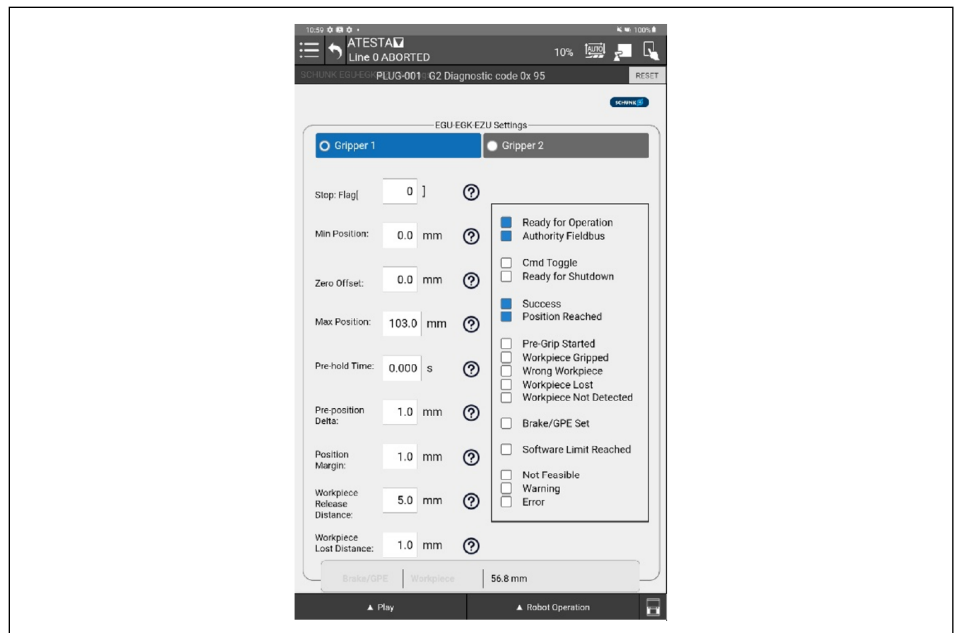 10:59
100%
ATESTA
Line 0 ABORTED
10%
AUTO
SCHUNK EGU-EGK
PLUG-001 G2 Diagnostic code 0x 95
RESET
SCHUNK
EGU-EGK-EZU Settings
Gripper 1
Gripper 2
Stop: Flag[ 0 ]
Min Position: 0.0 mm
Zero Offset: 0.0 mm
Max Position: 103.0 mm
Pre-hold Time: 0.000 s
Pre-position
Delta: 1.0 mm
Position
Margin: 1.0 mm
Workpiece
Release
Distance: 5.0 mm
Workpiece
Lost Distance: 1.0 mm
Ready for Operation
Authority Fieldbus
Cmd Toggle
Ready for Shutdown
Success
Position Reached
Pre-Grip Started
Workpiece Gripped
Wrong Workpiece
Workpiece Lost
Workpiece Not Detected
Brake/GPE Set
Software Limit Reached
Not Feasible
Warning
Error
Brake/GPE
Workpiece
56.8 mm
▲ Play
▲ Robot Operation